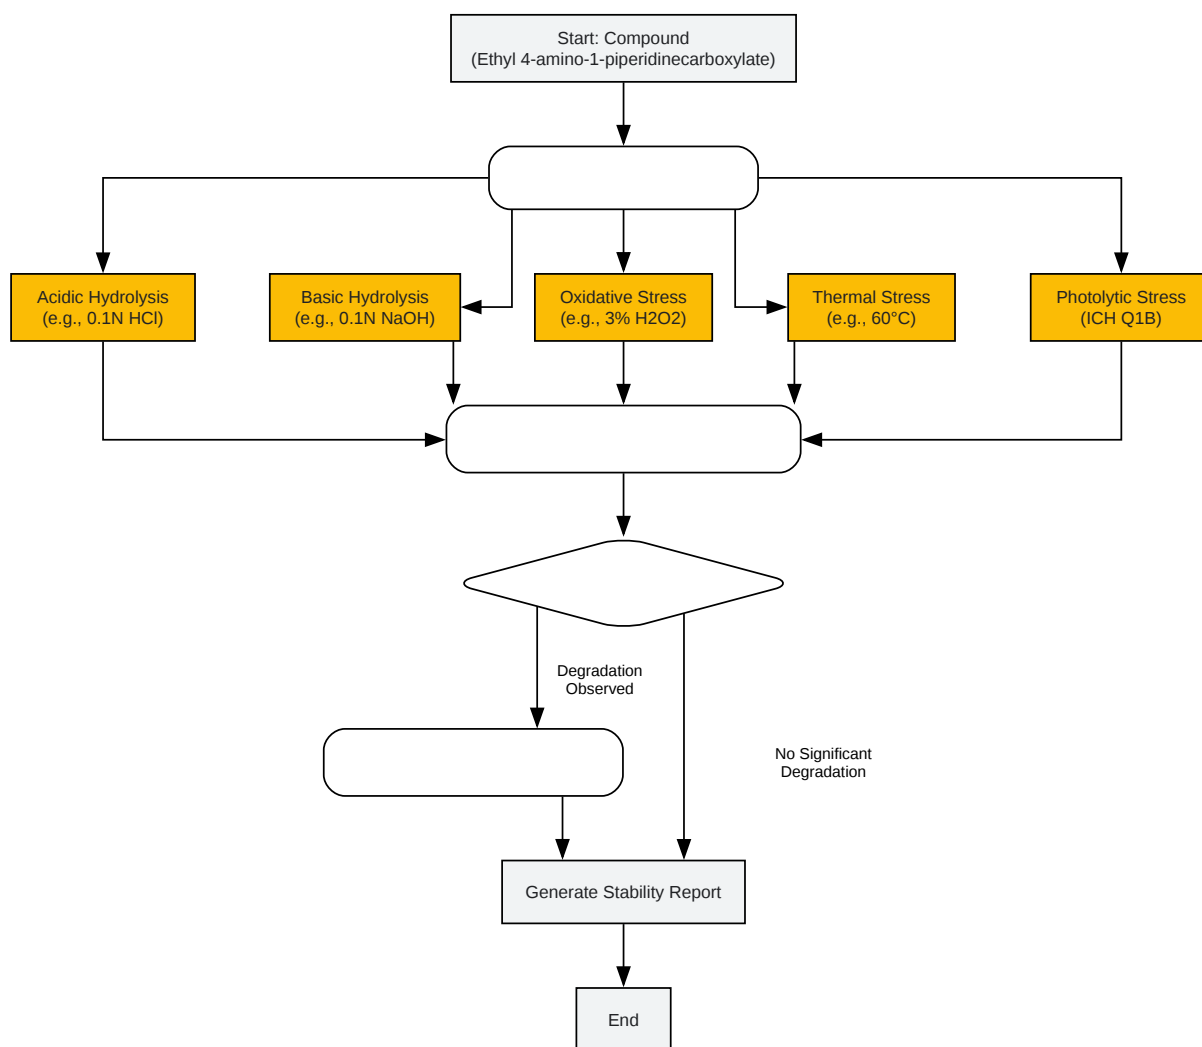 Start: Compound
(Ethyl 4-amino-1-piperidinecarboxylate)
Acidic Hydrolysis
(e.g., 0.1N HCl)
Basic Hydrolysis
(e.g., 0.1N NaOH)
Oxidative Stress
(e.g., 3% H2O2)
Thermal Stress
(e.g., 60°C)
Photolytic Stress
(ICH Q1B)
Degradation
Observed
No Significant
Degradation
Generate Stability Report
End